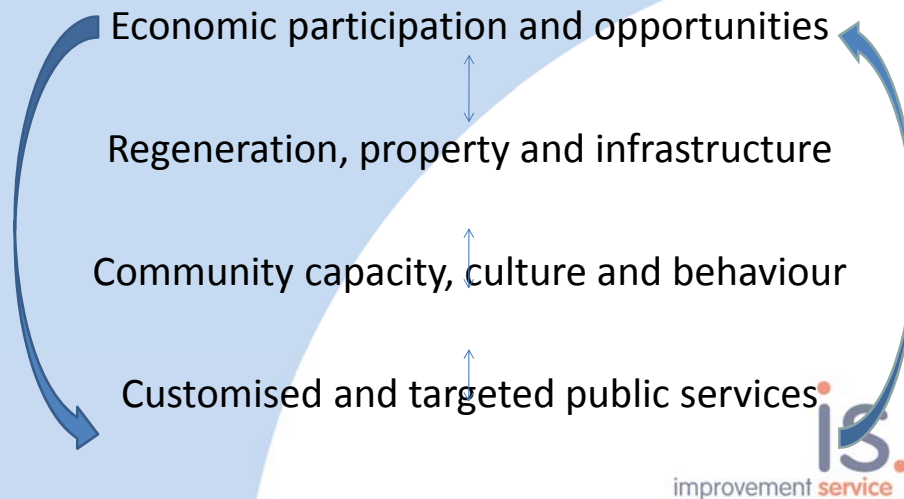 Economic participation and opportunities
Regeneration, property and infrastructure
Community capacity, culture and behaviour
Customised and targeted public services
is.
improvement service